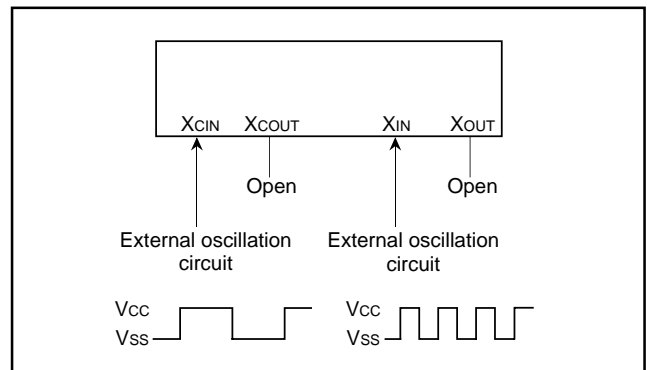 XCIN XCOUT XIN XOUT
Open Open
External oscillation circuit
External oscillation circuit
VCC
VSS
VCC
VSS